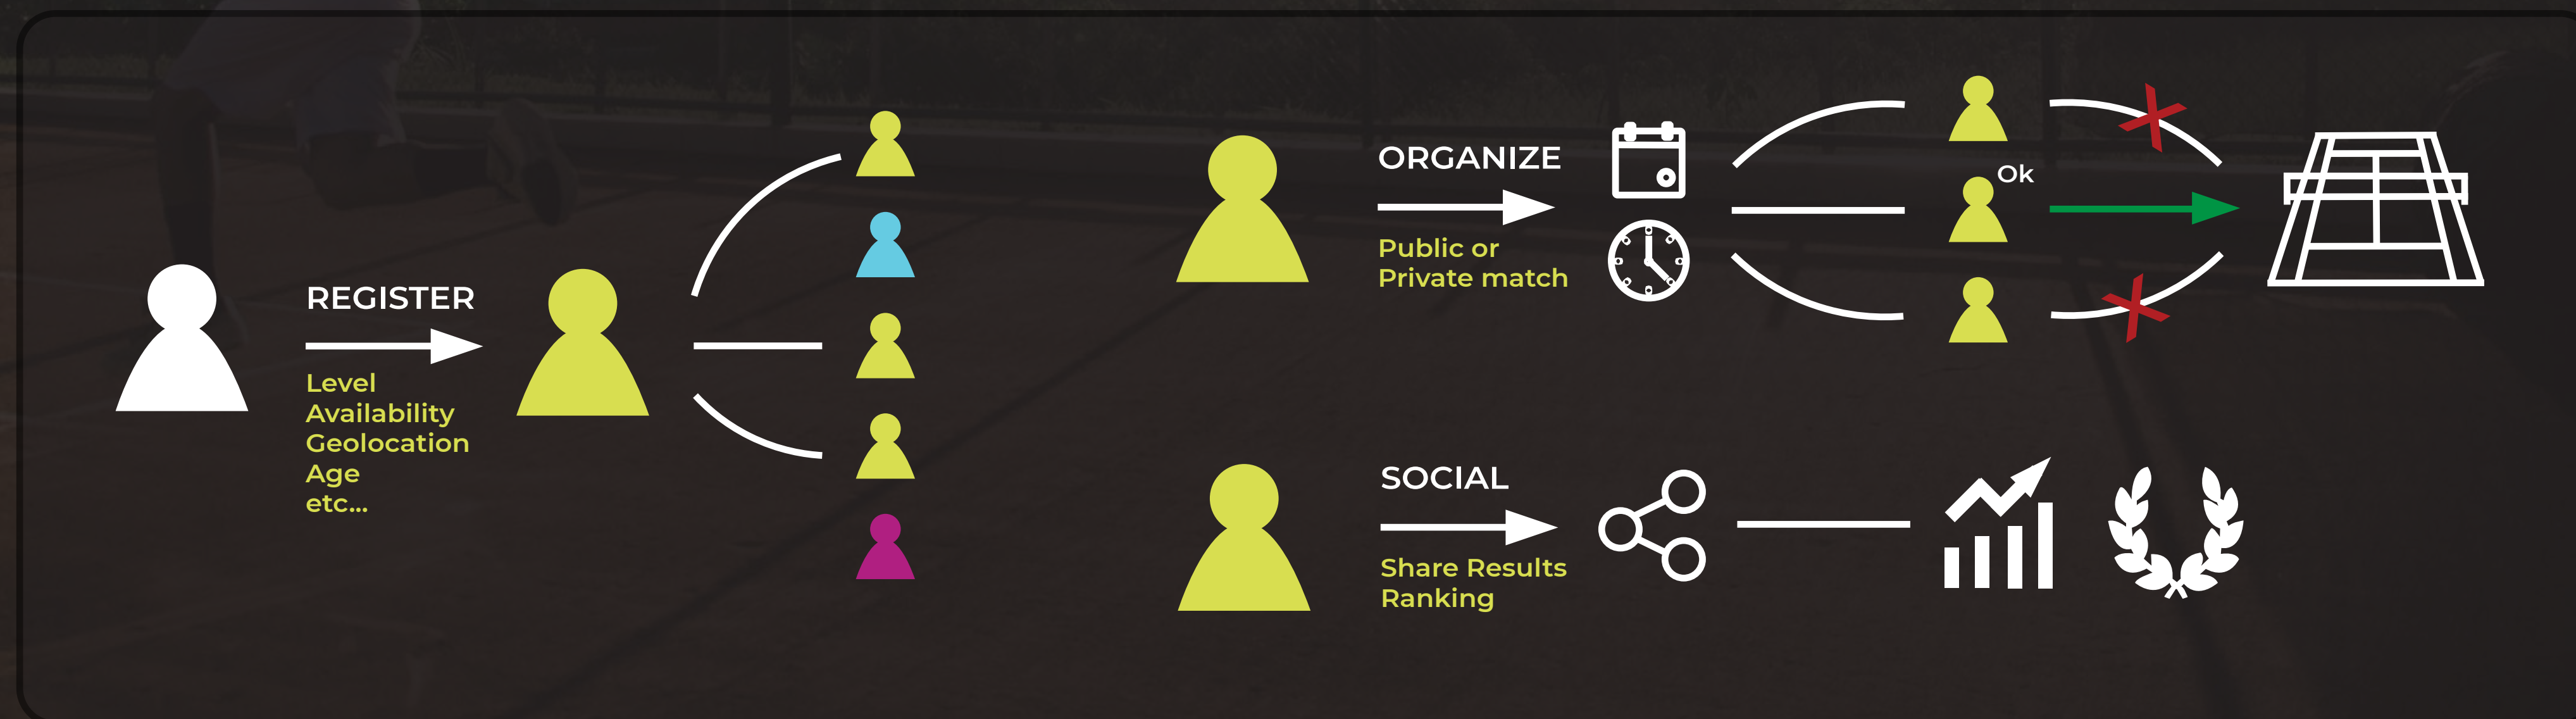 REGISTER
Level
Availability
Geolocation
Age
etc...
ORGANIZE
Public or
Private match
Ok
SOCIAL
Share Results
Ranking